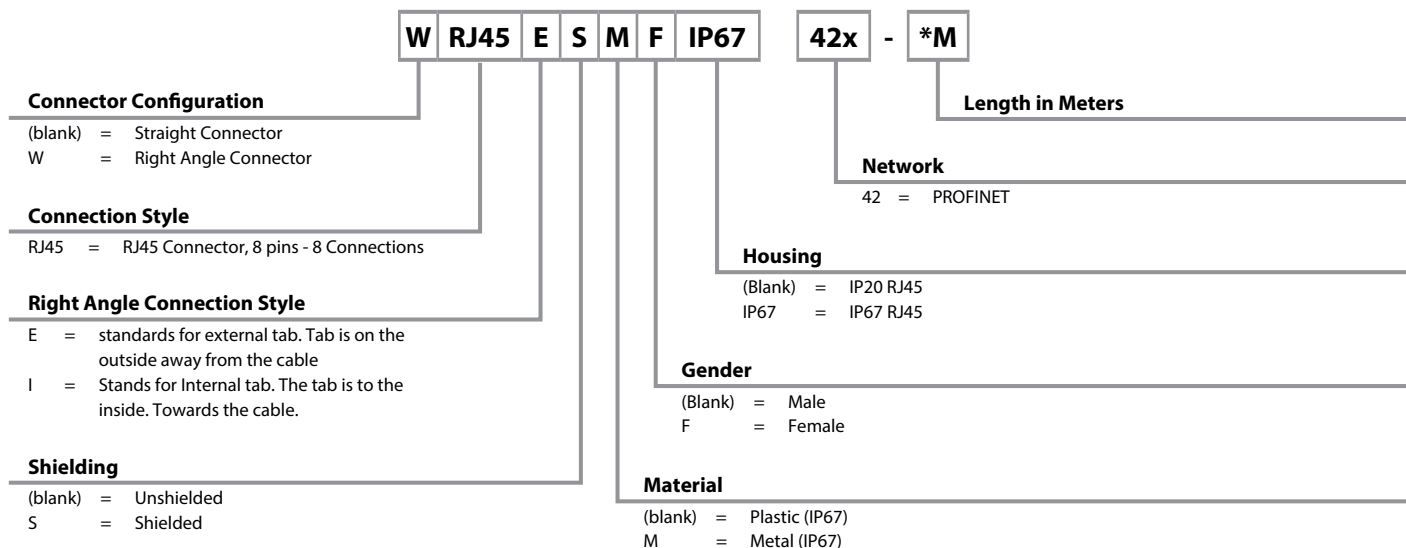 W RJ45 E S M F IP67 42x - *M
Connector Configuration
(blank) = Straight Connector
W = Right Angle Connector
Connection Style
RJ45 = RJ45 Connector, 8 pins - 8 Connections
Right Angle Connection Style
E = standards for external tab. Tab is on the
outside away from the cable
I = Stands for Internal tab. The tab is to the
inside. Towards the cable.
Shielding
(blank) = Unshielded
S = Shielded
Length in Meters
Network
42 = PROFINET
Housing
(Blank) = IP20 RJ45
IP67 = IP67 RJ45
Gender
(Blank) = Male
F = Female
Material
(blank) = Plastic (IP67)
M = Metal (IP67)